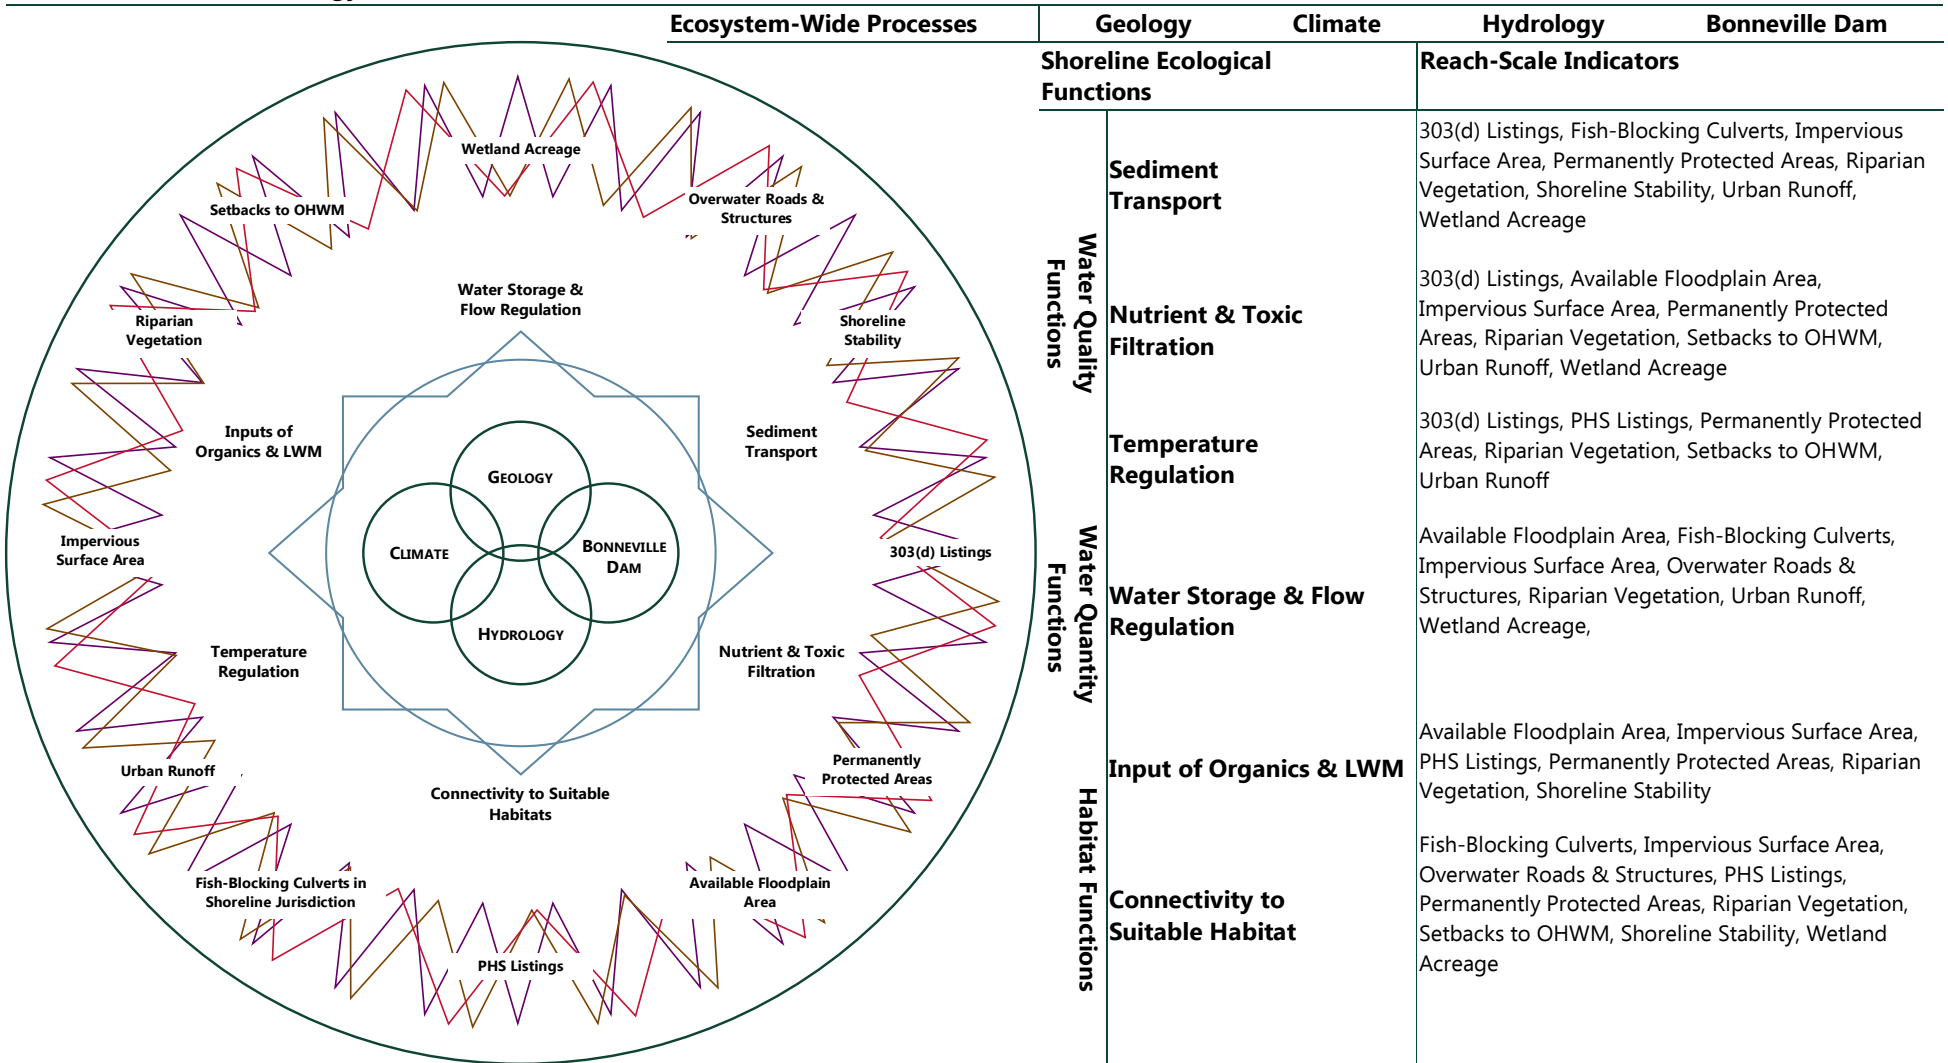 Ecosystem-Wide Processes
Geology
Climate
Hydrology
Bonneville Dam
Shoreline Ecological
Functions
Reach-Scale Indicators
Water Quality
Functions
Sediment
Transport
303(d) Listings, Fish-Blocking Culverts, Impervious
Surface Area, Permanently Protected Areas, Riparian
Vegetation, Shoreline Stability, Urban Runoff,
Wetland Acreage
Nutrient & Toxic
Filtration
303(d) Listings, Available Floodplain Area,
Impervious Surface Area, Permanently Protected
Areas, Riparian Vegetation, Setbacks to OHWM,
Urban Runoff, Wetland Acreage
Temperature
Regulation
303(d) Listings, PHS Listings, Permanently Protected
Areas, Riparian Vegetation, Setbacks to OHWM,
Urban Runoff
Water Quantity
Functions
Water Storage & Flow
Regulation
Available Floodplain Area, Fish-Blocking Culverts,
Impervious Surface Area, Overwater Roads &
Structures, Riparian Vegetation, Urban Runoff,
Wetland Acreage,
Habitat Functions
Input of Organics & LWM
Available Floodplain Area, Impervious Surface Area,
PHS Listings, Permanently Protected Areas, Riparian
Vegetation, Shoreline Stability
Connectivity to
Suitable Habitat
Fish-Blocking Culverts, Impervious Surface Area,
Overwater Roads & Structures, PHS Listings,
Permanently Protected Areas, Riparian Vegetation,
Setbacks to OHWM, Shoreline Stability, Wetland
Acreage
Wetland Acreage
Overwater Roads &
Structures
Shoreline
Stability
303(d) Listings
Permanently
Protected Areas
Available Floodplain
Area
PHS Listings
Fish-Blocking Culverts in
Shoreline Jurisdiction
Urban Runoff
Impervious
Surface Area
Riparian
Vegetation
Setbacks to OHWM
Water Storage &
Flow Regulation
Sediment
Transport
Nutrient & Toxic
Filtration
Connectivity to Suitable
Habitats
Temperature
Regulation
Inputs of
Organics & LWM
GEOLOGY
CLIMATE
BONNEVILLE
DAM
HYDROLOGY